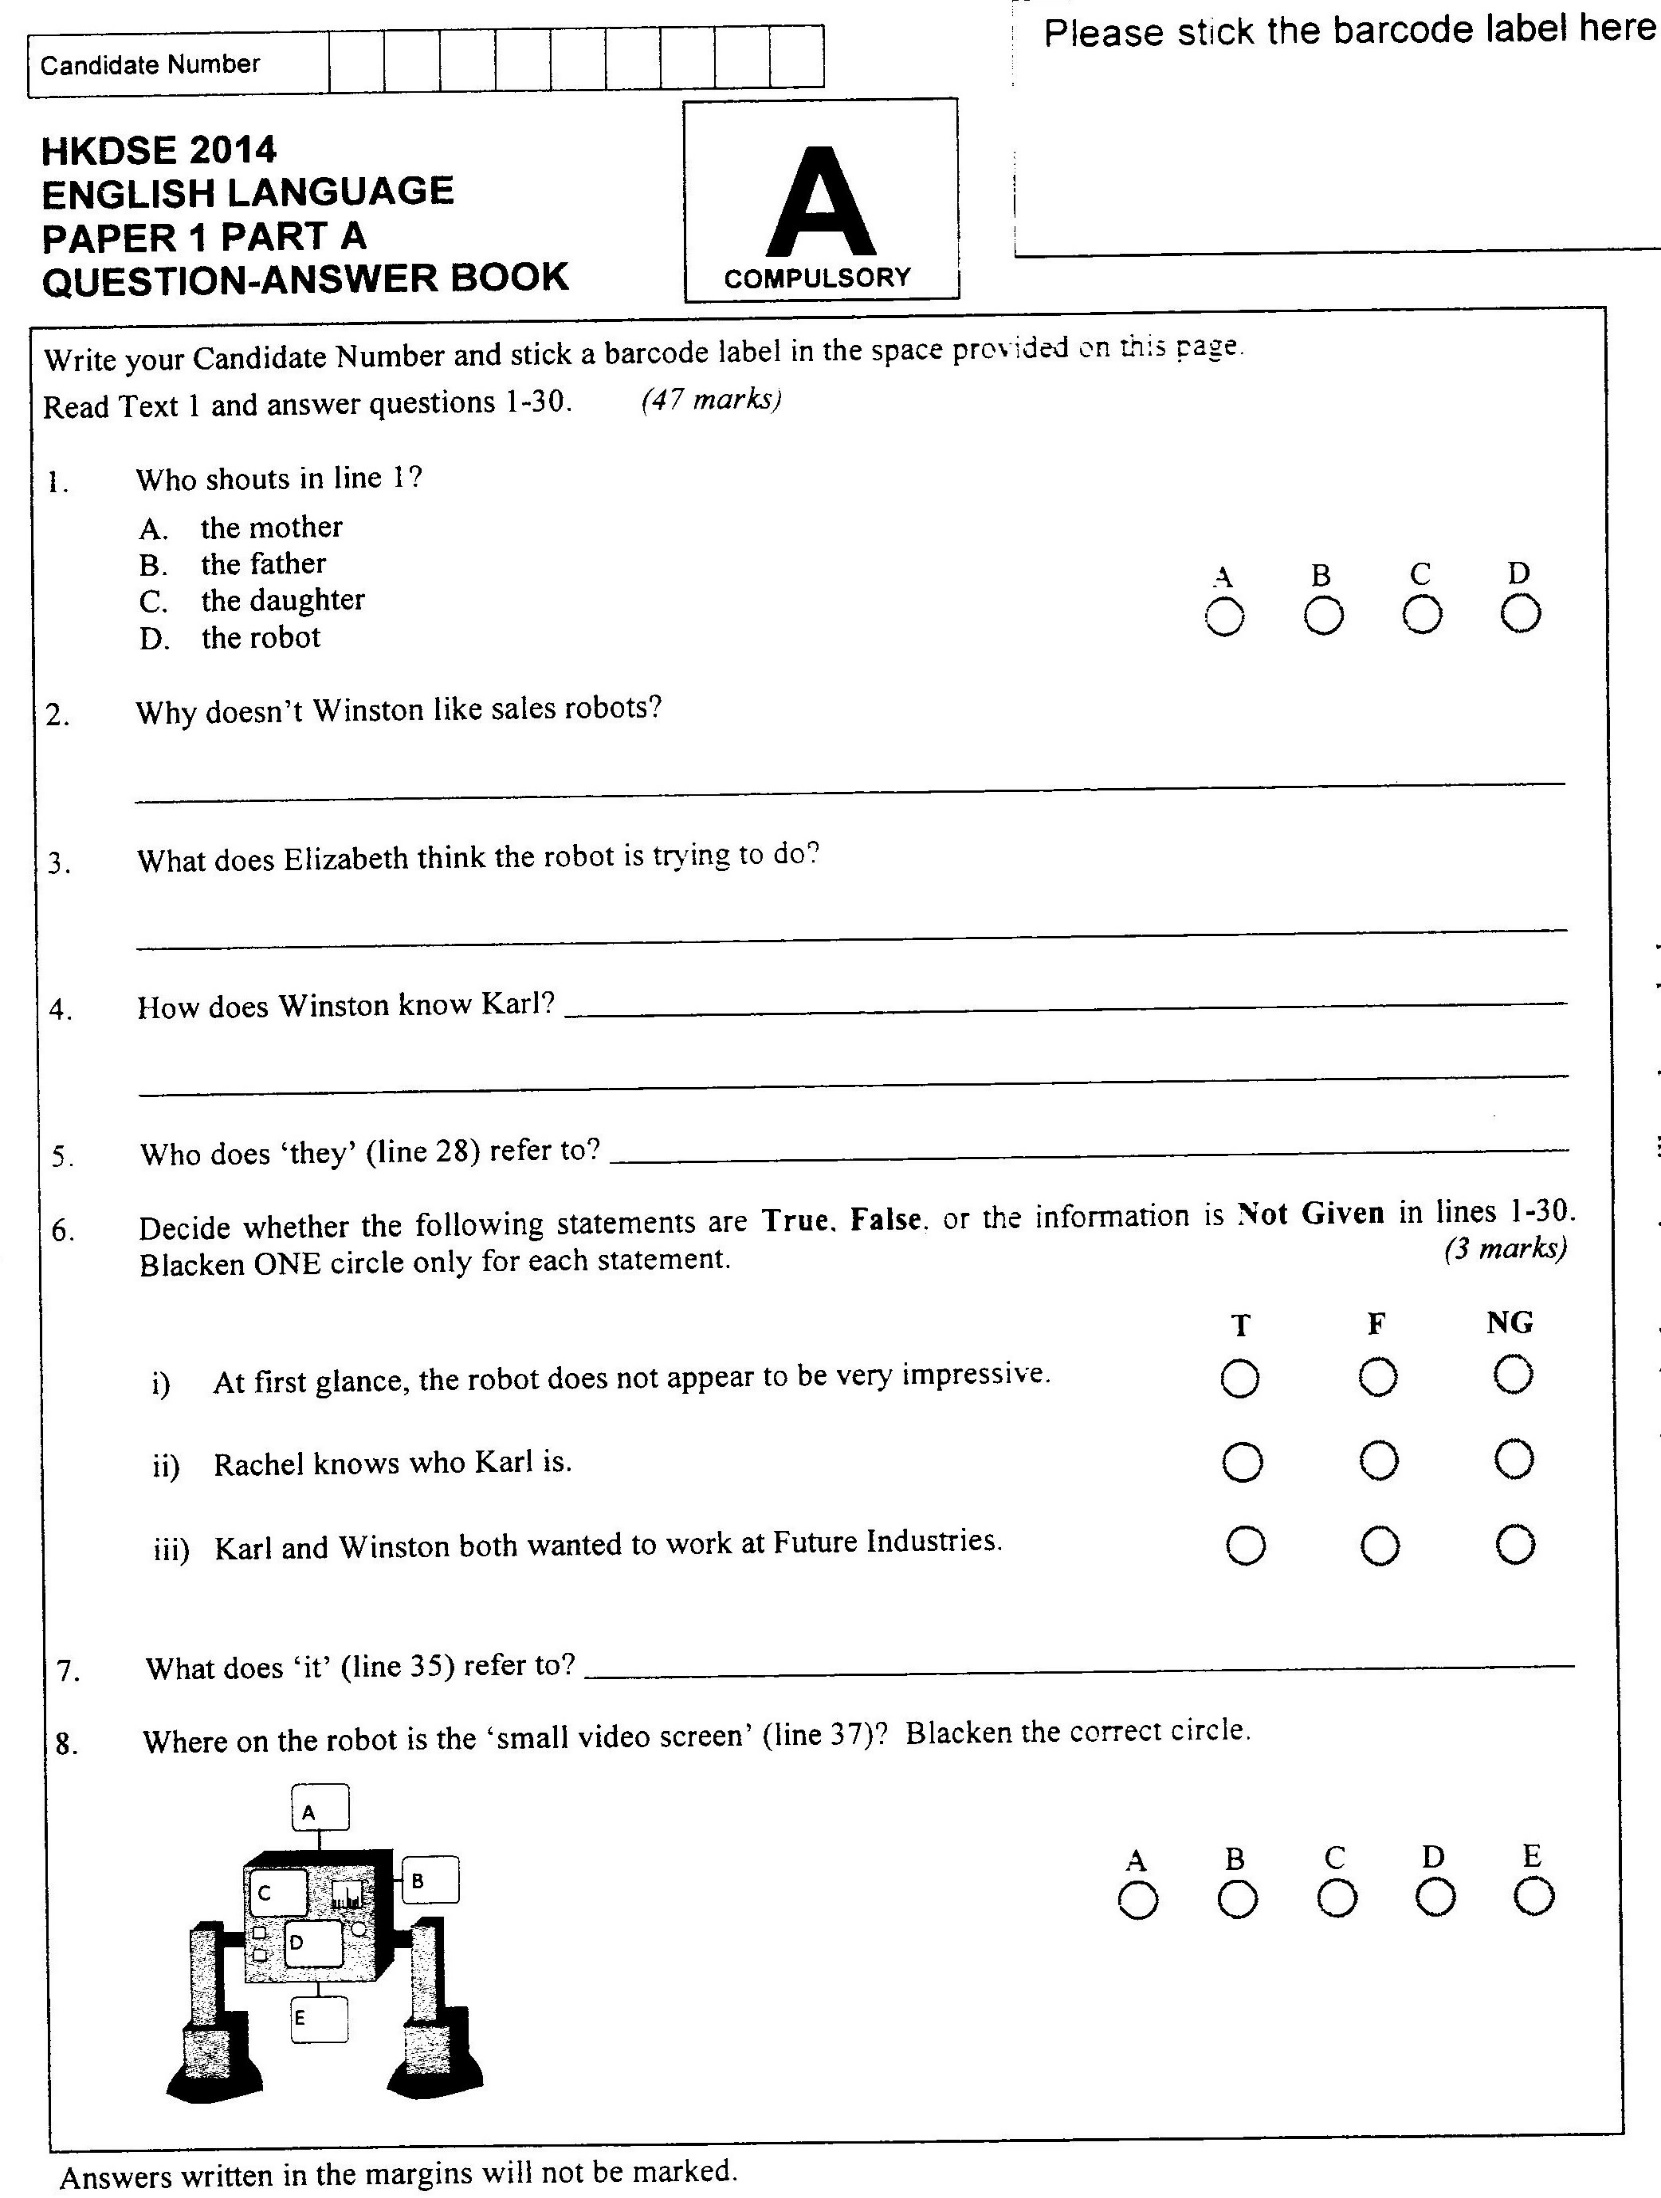 Candidate Number
Please stick the barcode label here
HKDSE 2014
ENGLISH LANGUAGE
PAPER 1 PART A
QUESTION-ANSWER BOOK
A
COMPULSORY
Write your Candidate Number and stick a barcode label in the space provided on this page.
Read Text 1 and answer questions 1-30. (47 marks)
1. Who shouts in line 1?
A. the mother
B. the father
C. the daughter
D. the robot
A B C D
2. Why doesn't Winston like sales robots?
3. What does Elizabeth think the robot is trying to do?
4. How does Winston know Karl?
5. Who does 'they' (line 28) refer to?
6. Decide whether the following statements are True, False, or the information is Not Given in lines 1-30.
Blacken ONE circle only for each statement. (3 marks)
T F NG
i) At first glance, the robot does not appear to be very impressive.
ii) Rachel knows who Karl is.
iii) Karl and Winston both wanted to work at Future Industries.
7. What does 'it' (line 35) refer to?
8. Where on the robot is the 'small video screen' (line 37)? Blacken the correct circle.
A
B
C
D
E
A B C D E
Answers written in the margins will not be marked.